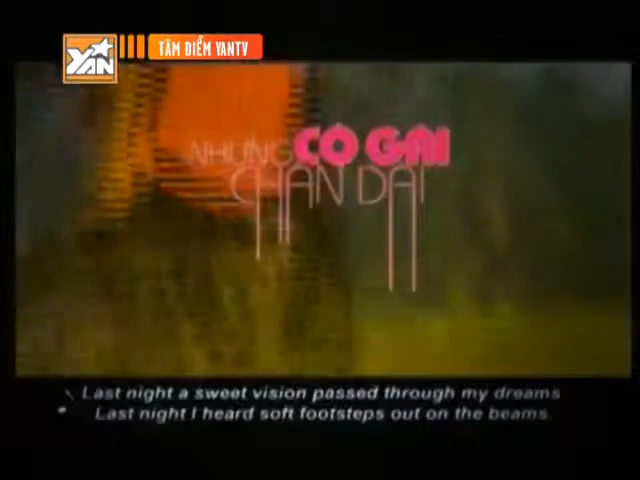 YAN TÂM ĐIỂM YANTV
NHỮNG CÔ GÁI
CHÂN DÀI
Last night a sweet vision passed through my dreams
Last night I heard soft footsteps out on the beams.